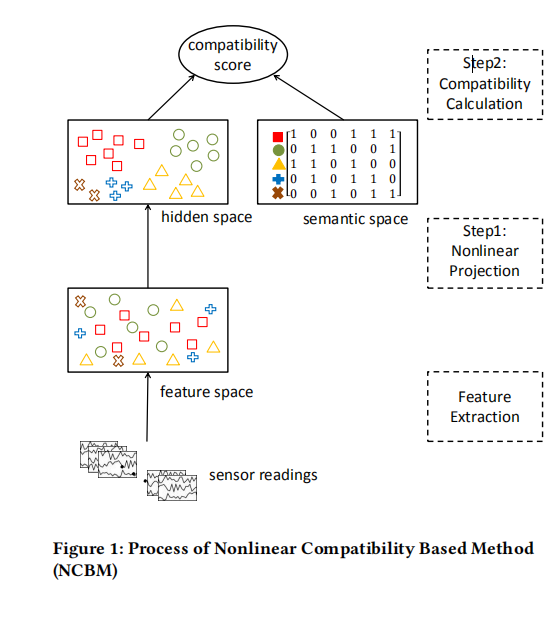 compatibility
score
Step2:
Compatibility
Calculation
1 0 0 1 1 1
0 1 1 0 0 1
1 1 0 1 0 0
0 1 0 1 1 0
0 0 1 0 1 1
hidden space
semantic space
Step1:
Nonlinear
Projection
feature space
Feature
Extraction
sensor readings
Figure 1: Process of Nonlinear Compatibility Based Method
(NCBM)